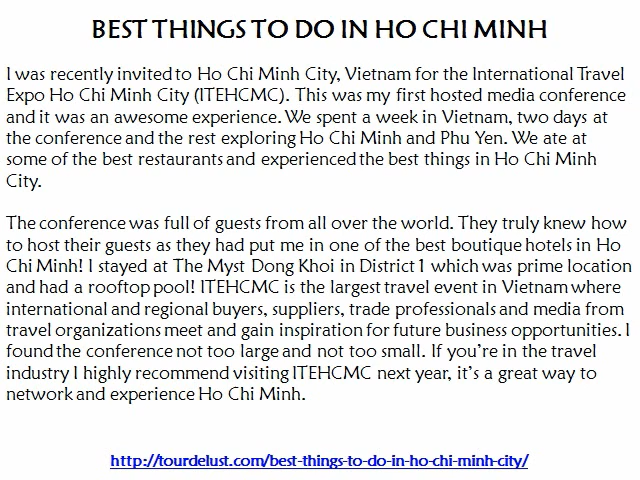 BEST THINGS TO DO IN HO CHI MINH
I was recently invited to Ho Chi Minh City, Vietnam for the International Travel
Expo Ho Chi Minh City (ITEHCMC). This was my first hosted media conference
and it was an awesome experience. We spent a week in Vietnam, two days at
the conference and the rest exploring Ho Chi Minh and Phu Yen. We ate at
some of the best restaurants and experienced the best things in Ho Chi Minh
City.
The conference was full of guests from all over the world. They truly knew how
to host their guests as they had put me in one of the best boutique hotels in Ho
Chi Minh! I stayed at The Myst Dong Khoi in District 1 which was prime location
and had a rooftop pool! ITEHCMC is the largest travel event in Vietnam where
international and regional buyers, suppliers, trade professionals and media from
travel organizations meet and gain inspiration for future business opportunities. I
found the conference not too large and not too small. If you’re in the travel
industry I highly recommend visiting ITEHCMC next year, it’s a great way to
network and experience Ho Chi Minh.
http://tourdelust.com/best-things-to-do-in-ho-chi-minh-city/